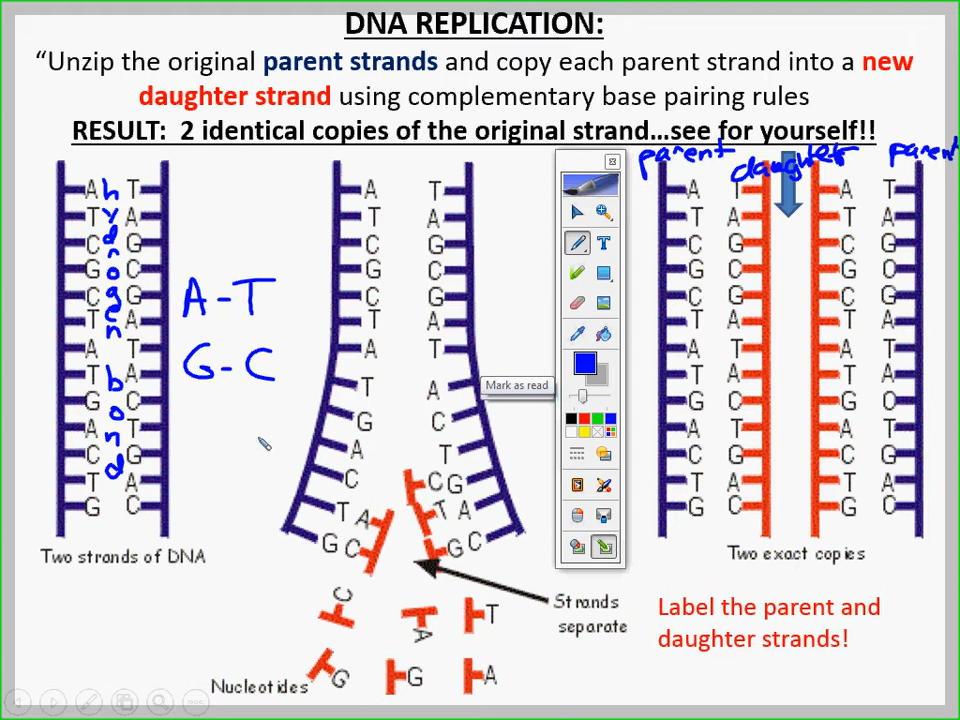 DNA REPLICATION:
“Unzip the original parent strands and copy each parent strand into a new
daughter strand using complementary base pairing rules
RESULT: 2 identical copies of the original strand…see for yourself!!
parent daughter parent
A T
T A
C G
G C
C G
T A
A T
T A
G C
A T
C G
T A
G C
hydrogen
bond
A-T
G-C
Two strands of DNA
A T
T A
C G
G C
C G
T A
A T
T A
G C
A T
C C G
T A T A
G C G C
Mark as read
T
Strands
separate
C
A
T
G
G
A
Nucleotides
A T A T
T A T A
C G C G
G C G C
C G C G
T A T A
A T A T
T A T A
G C G C
A T A T
C G C G
T A T A
G C G C
Two exact copies
Label the parent and
daughter strands!